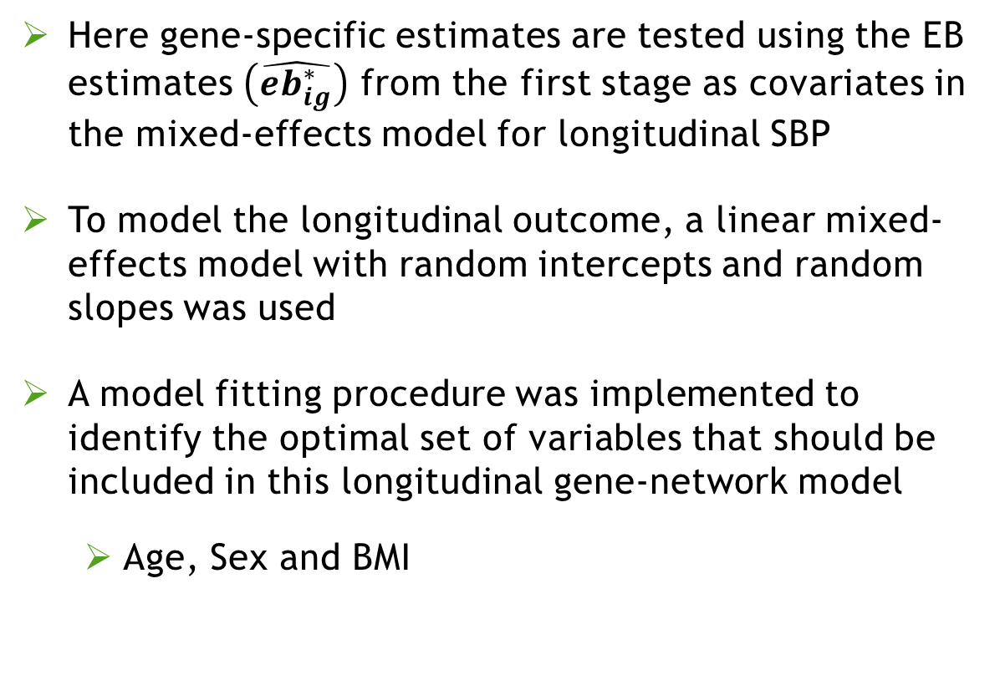 ➢ Here gene-specific estimates are tested using the EB
estimates $(\widehat{eb^*_{ig}})$ from the first stage as covariates in
the mixed-effects model for longitudinal SBP
➢ To model the longitudinal outcome, a linear mixed-
effects model with random intercepts and random
slopes was used
➢ A model fitting procedure was implemented to
identify the optimal set of variables that should be
included in this longitudinal gene-network model
➢ Age, Sex and BMI